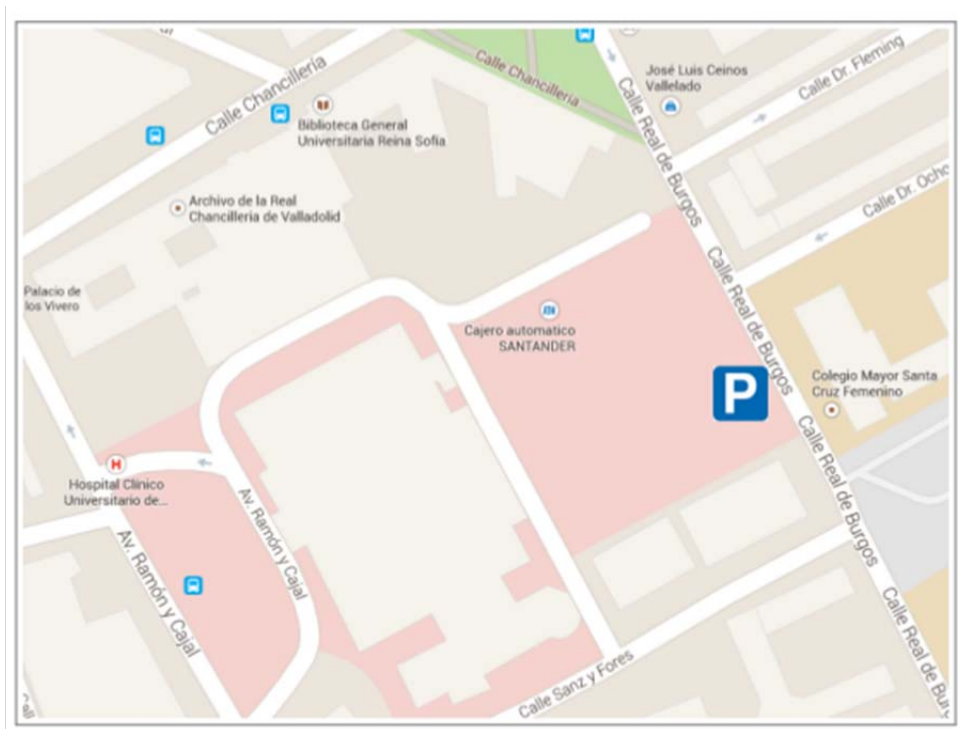 Calle Chancillería
Calle Chancilleria
José Luis Ceinos
Vallelado
Calle Dr. Fleming
Biblioteca General
Universitaria Reina Sofía
Calle Real de Burgos
Archivo de la Real
Chancilleria de Valladolid
Calle Dr. Ocho
Palacio de
los Vivero
Calle Real de Burgos
Cajero automatico
SANTANDER
P
Colegio Mayor Santa
Cruz Femenino
Calle Real de Burgos
H
Hospital Clínico
Universitario de...
Av. Ramón y Cajal
Av. Ramón y Cajal
Calle Real de Bur
Calle Sanz y Fores